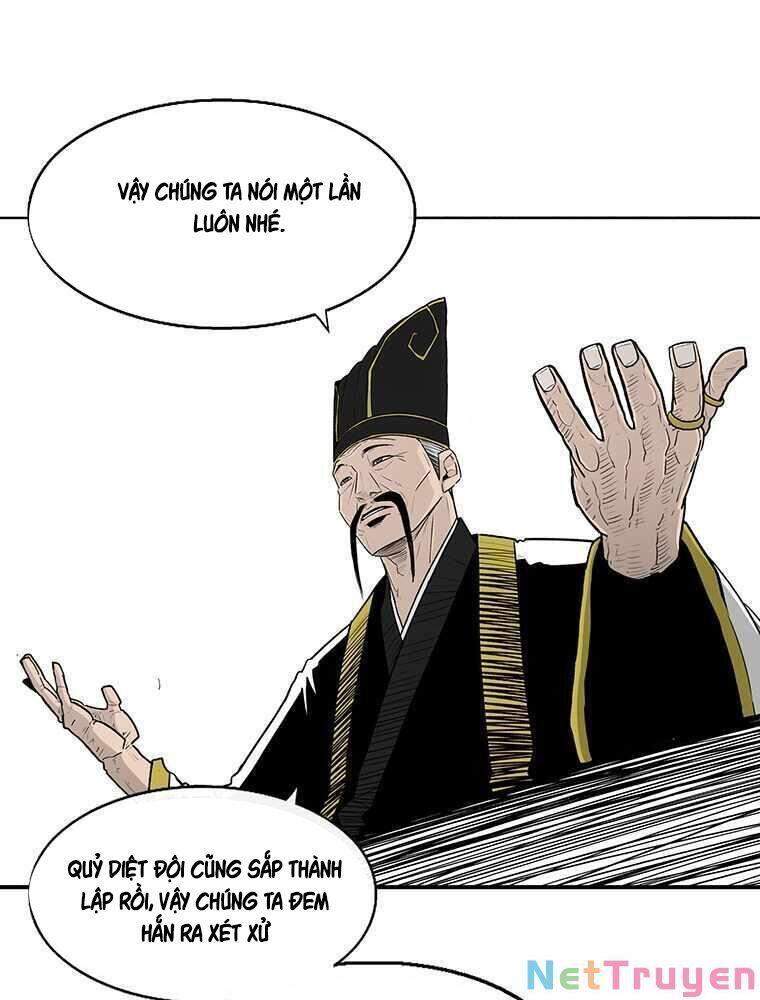 VẬY CHÚNG TA NÓI MỘT LẦN
LUÔN NHÉ.
QUỶ DIỆT ĐỘI CŨNG SẮP THÀNH
LẬP RỒI, VẬY CHÚNG TA ĐEM
HẮN RA XÉT XỬ
NetTruyen